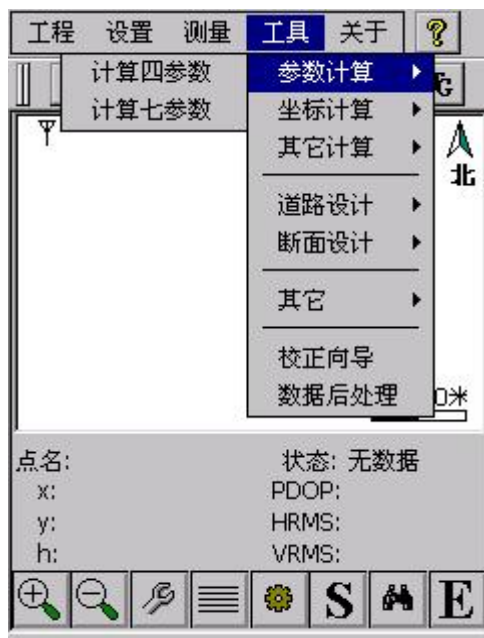 工程 设置 测量 工具 关于 ?
计算四参数 参数计算
计算七参数 坐标计算
其它计算
北
道路设计
断面设计
其它
校正向导
数据后处理 0米
点名: 状态: 无数据
x: PDOP:
y: HRMS:
h: VRMS:
S E